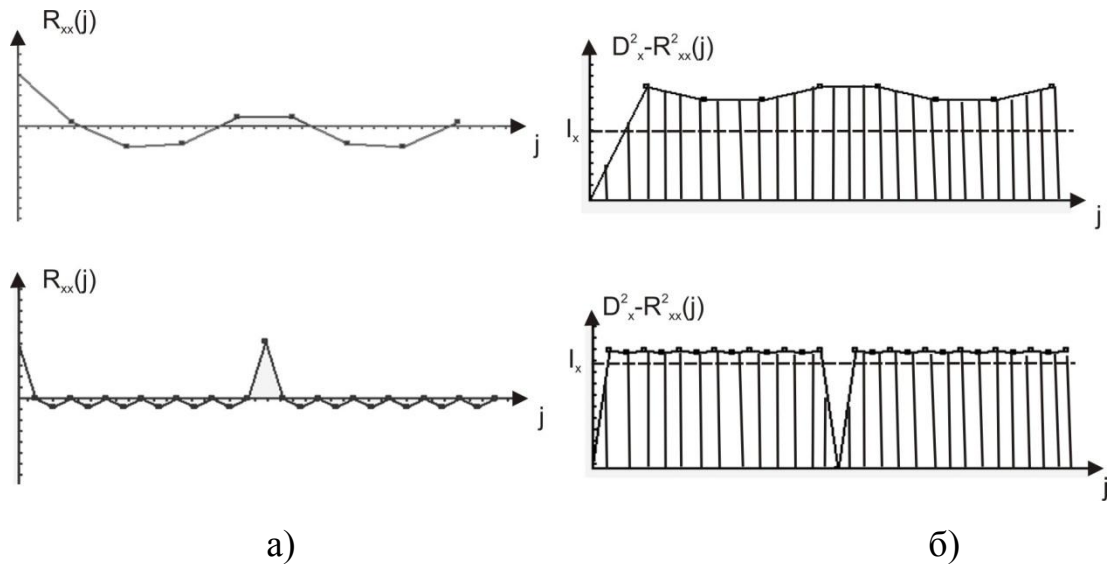 Rxx(j)
j
D²x-R²xx(j)
Ix
j
Rxx(j)
j
D²x-R²xx(j)
Ix
j
а)
б)